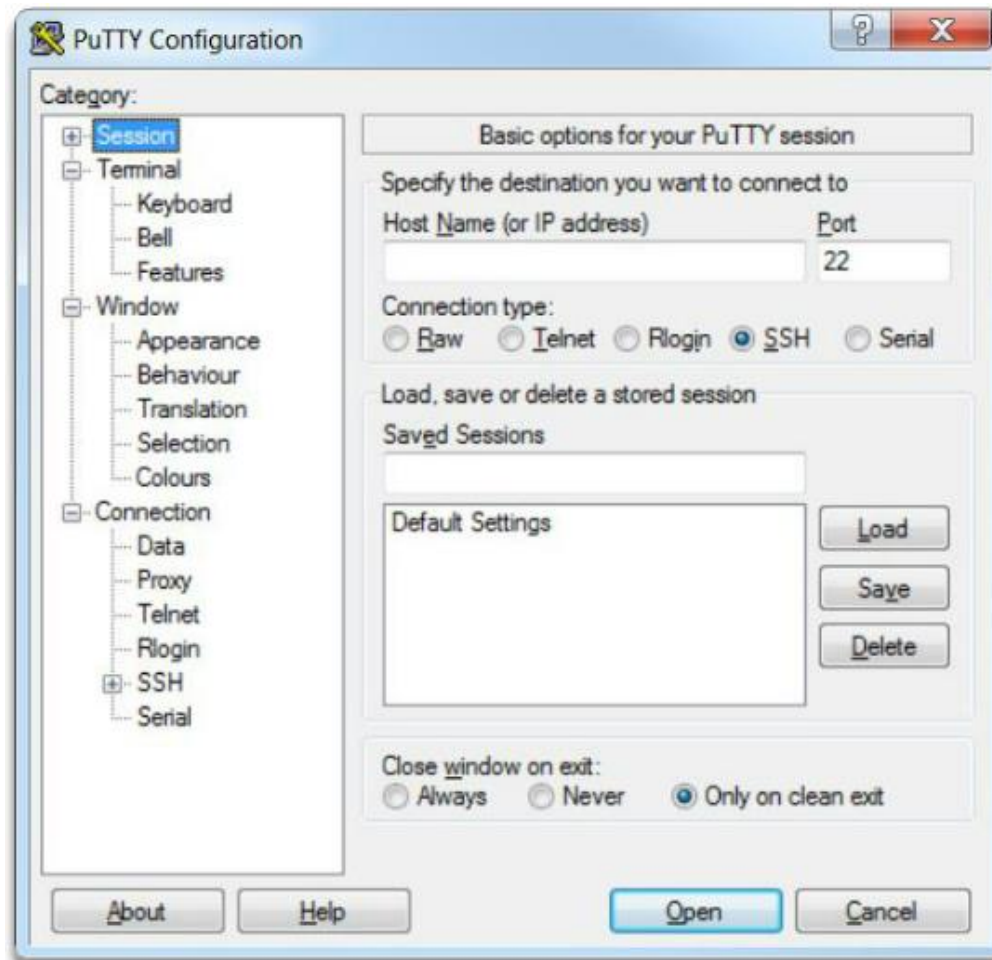 PuTTY Configuration
?
X
Category:
Session
Terminal
Keyboard
Bell
Features
Window
Appearance
Behaviour
Translation
Selection
Colours
Connection
Data
Proxy
Telnet
Rlogin
SSH
Serial
Basic options for your PuTTY session
Specify the destination you want to connect to
Host Name (or IP address) Port
22
Connection type:
Raw Telnet Rlogin SSH Serial
Load, save or delete a stored session
Saved Sessions
Default Settings
Load
Save
Delete
Close window on exit:
Always Never Only on clean exit
About Help Open Cancel